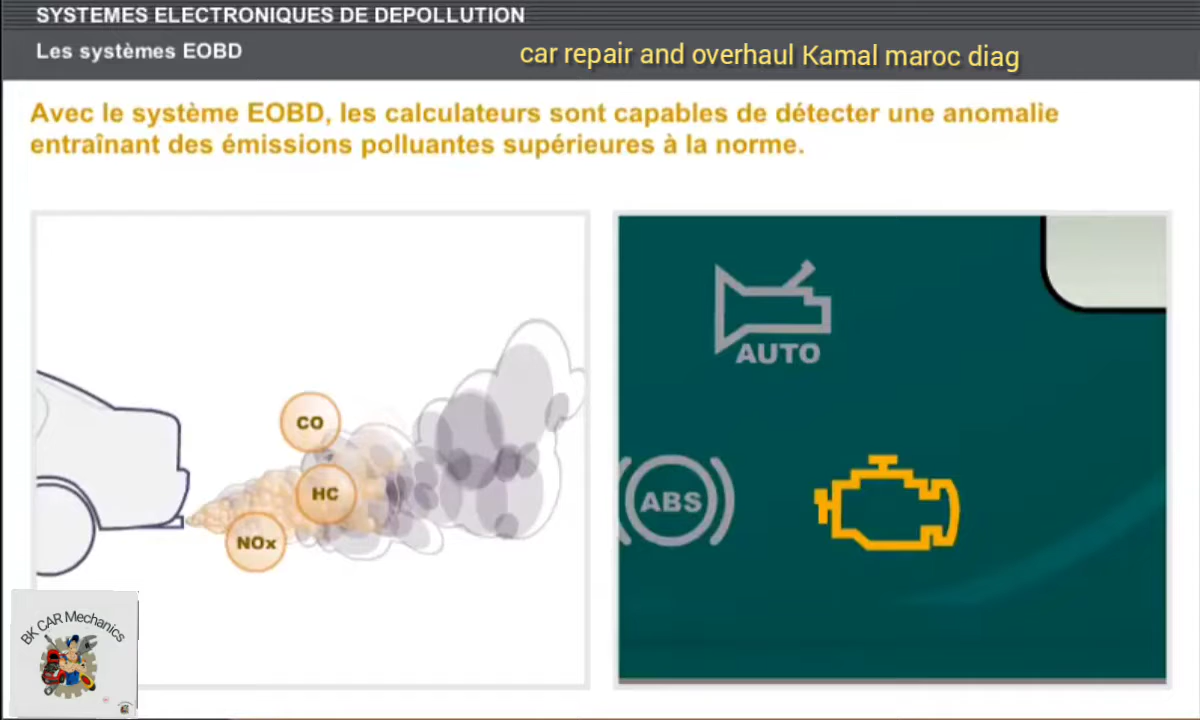 SYSTEMES ELECTRONIQUES DE DEPOLLUTION
Les systèmes EOBD
car repair and overhaul Kamal maroc diag
Avec le système EOBD, les calculateurs sont capables de détecter une anomalie
entraînant des émissions polluantes supérieures à la norme.
CO
HC
NOx
AUTO
ABS
BK CAR Mechanics